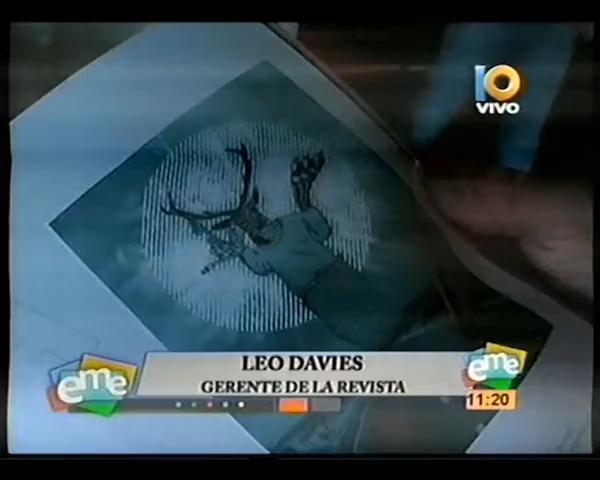 10
VIVO
LEO DAVIES
GERENTE DE LA REVISTA
eme
eme
11:20